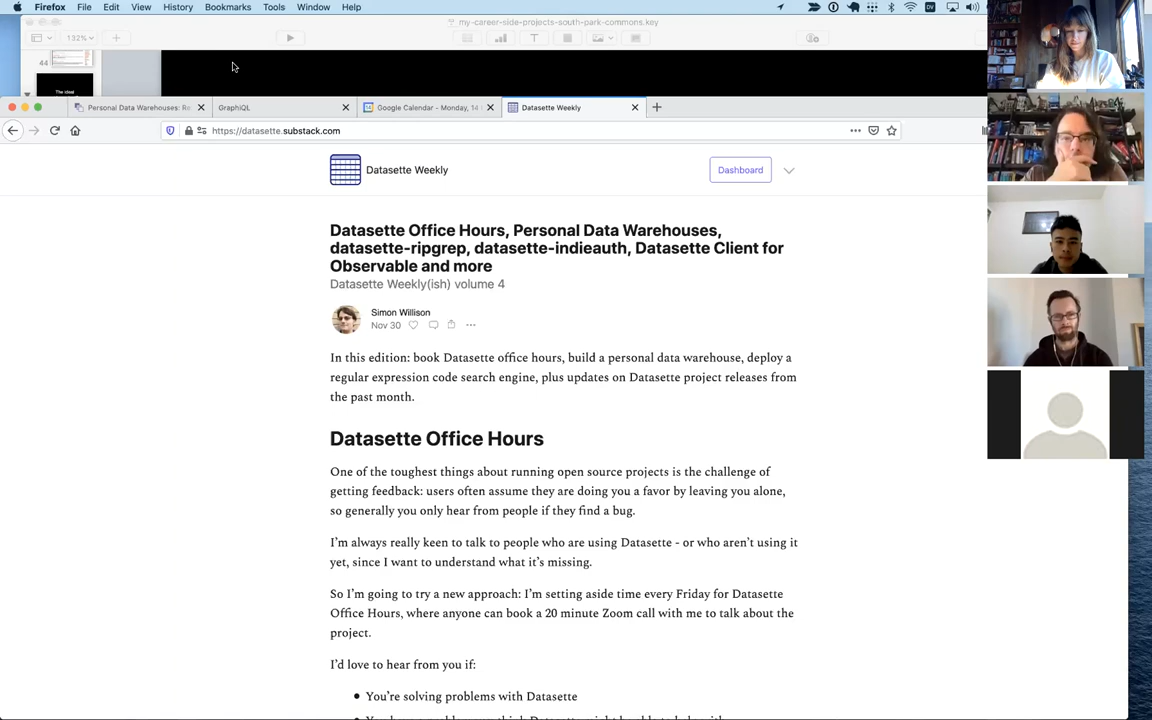 Firefox File Edit View History Bookmarks Tools Window Help
my-career-side-projects-south-park-commons.key
132%
44
The ideal
Personal Data Warehouses: Re
GraphiQL
Google Calendar - Monday, 14
Datasette Weekly
https://datasette.substack.com
Datasette Weekly
Dashboard
Datasette Office Hours, Personal Data Warehouses,
datasette-ripgrep, datasette-indieauth, Datasette Client for
Observable and more
Datasette Weekly(ish) volume 4
Simon Willison
Nov 30
In this edition: book Datasette office hours, build a personal data warehouse, deploy a
regular expression code search engine, plus updates on Datasette project releases from
the past month.
Datasette Office Hours
One of the toughest things about running open source projects is the challenge of
getting feedback: users often assume they are doing you a favor by leaving you alone,
so generally you only hear from people if they find a bug.
I'm always really keen to talk to people who are using Datasette - or who aren't using it
yet, since I want to understand what it's missing.
So I'm going to try a new approach: I'm setting aside time every Friday for Datasette
Office Hours, where anyone can book a 20 minute Zoom call with me to talk about the
project.
I'd love to hear from you if:
• You're solving problems with Datasette